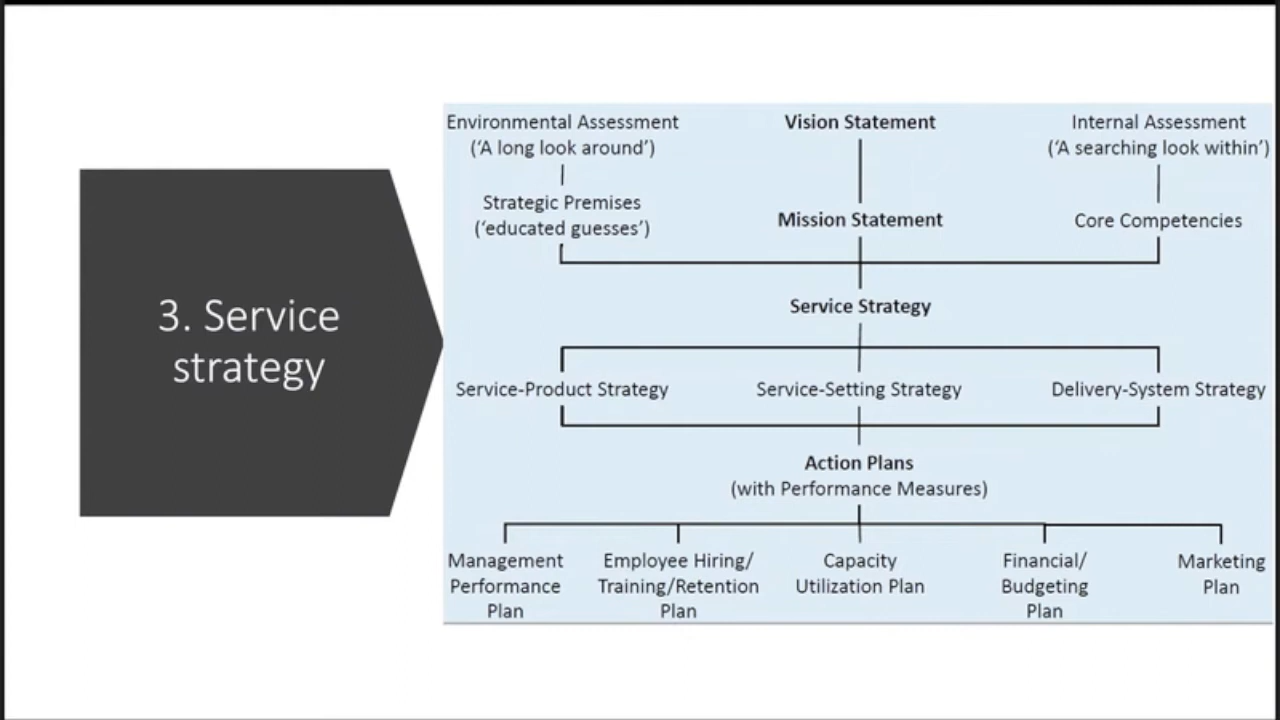 3. Service
strategy
Environmental Assessment
('A long look around')
Vision Statement
Internal Assessment
('A searching look within')
Strategic Premises
('educated guesses')
Mission Statement
Core Competencies
Service Strategy
Service-Product Strategy
Service-Setting Strategy
Delivery-System Strategy
Action Plans
(with Performance Measures)
Management
Performance
Plan
Employee Hiring/
Training/Retention
Plan
Capacity
Utilization Plan
Financial/
Budgeting
Plan
Marketing
Plan